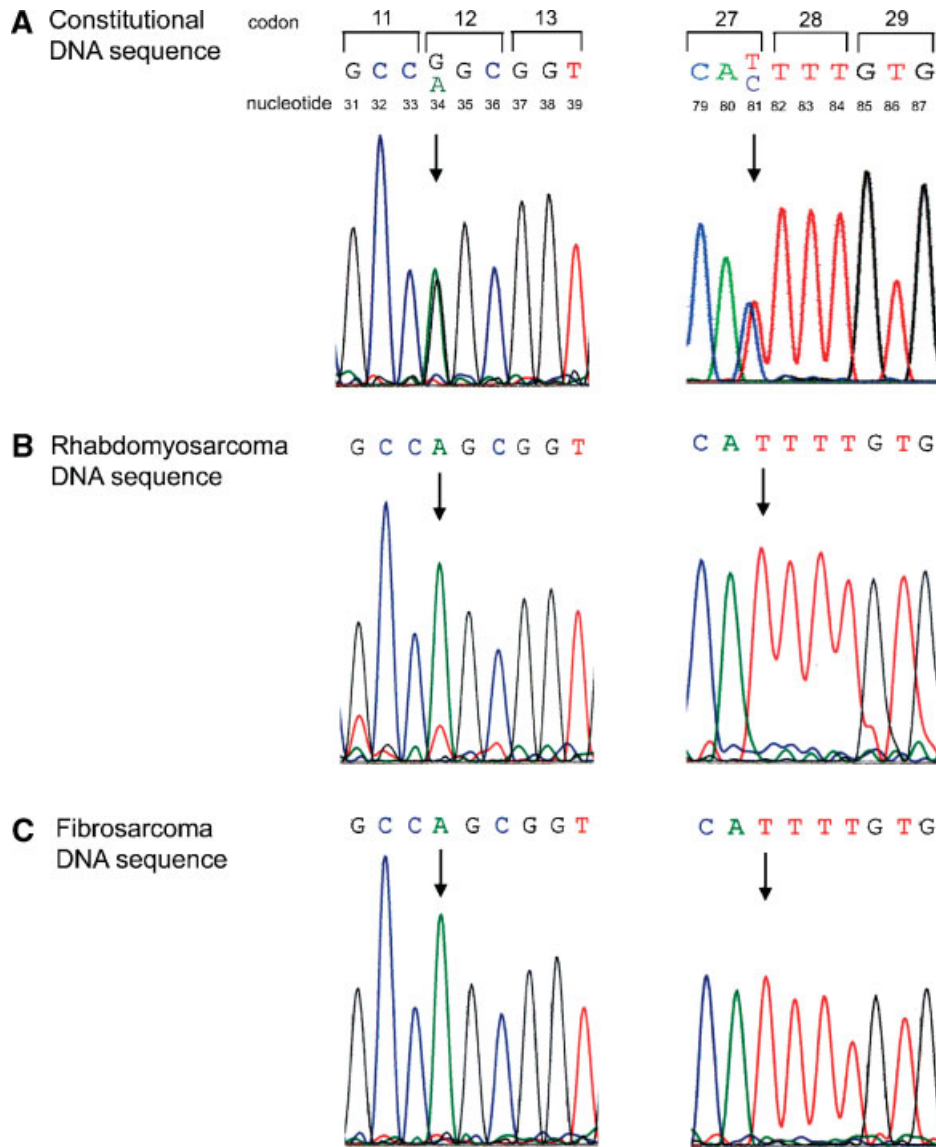 A Constitutional DNA sequence
codon 11 12 13 27 28 29
G C C G G C G G T C A T T T T G T G
A C
nucleotide 31 32 33 34 35 36 37 38 39 79 80 81 82 83 84 85 86 87
B Rhabdomyosarcoma DNA sequence
G C C A G C G G T C A T T T T G T G
C Fibrosarcoma DNA sequence
G C C A G C G G T C A T T T T G T G